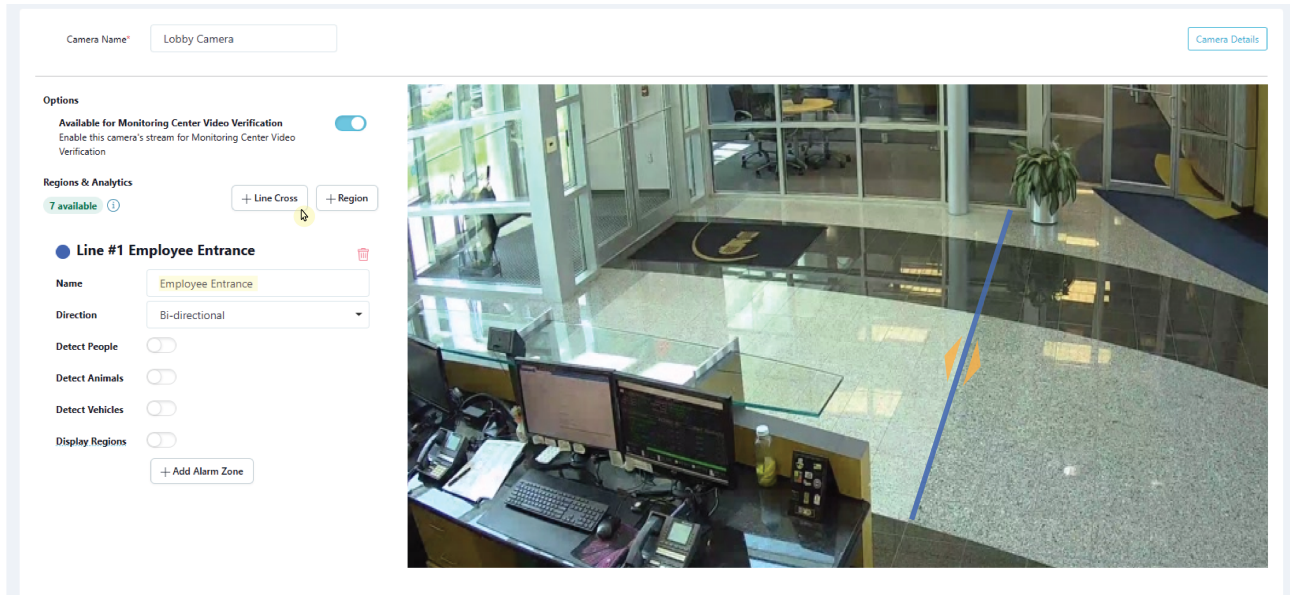 Camera Name*
Lobby Camera
Camera Details
Options
Available for Monitoring Center Video Verification
Enable this camera's stream for Monitoring Center Video
Verification
Regions & Analytics
7 available
+ Line Cross
+ Region
Line #1 Employee Entrance
Name
Employee Entrance
Direction
Bi-directional
Detect People
Detect Animals
Detect Vehicles
Display Regions
+ Add Alarm Zone